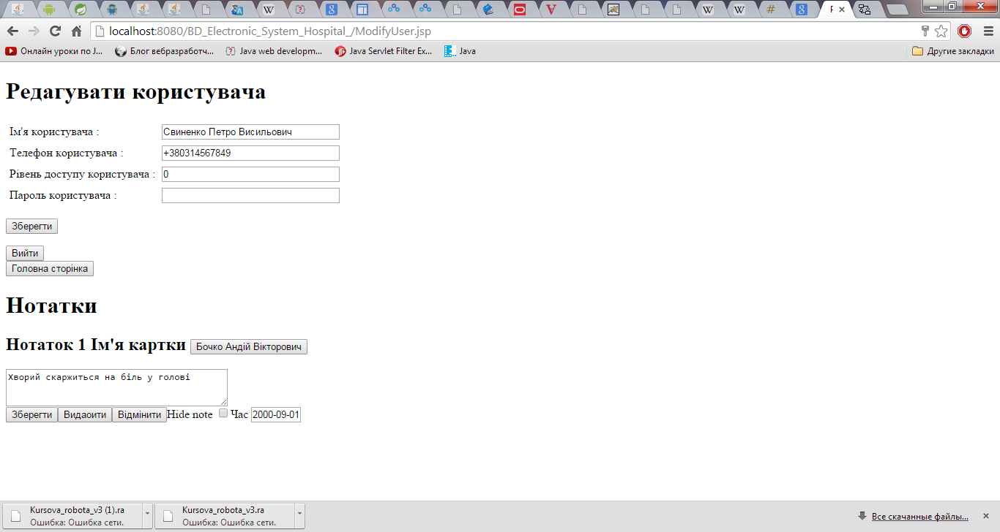 localhost:8080/BD_Electronic_System_Hospital_/ModifyUser.jsp
Онлайн уроки по J... Блог вебразработч... Java web developm... Java Servlet Filter Ex... Java Другие закладки
Редагувати користувача
Ім'я користувача : Свиненко Петро Висильович
Телефон користувача : +380314567849
Рівень доступу користувача : 0
Пароль користувача :
Зберегти
Вийти
Головна сторінка
Нотатки
Нотаток 1 Ім'я картки Бочко Андій Вікторович
Хворий скаржиться на біль у голові
Зберегти Видаоити Відмінити Hide note Час 2000-09-01
Kursova_robota_v3 (1).ra Kursova_robota_v3.ra
Ошибка: Ошибка сети. Ошибка: Ошибка сети. Все скачанные файлы...